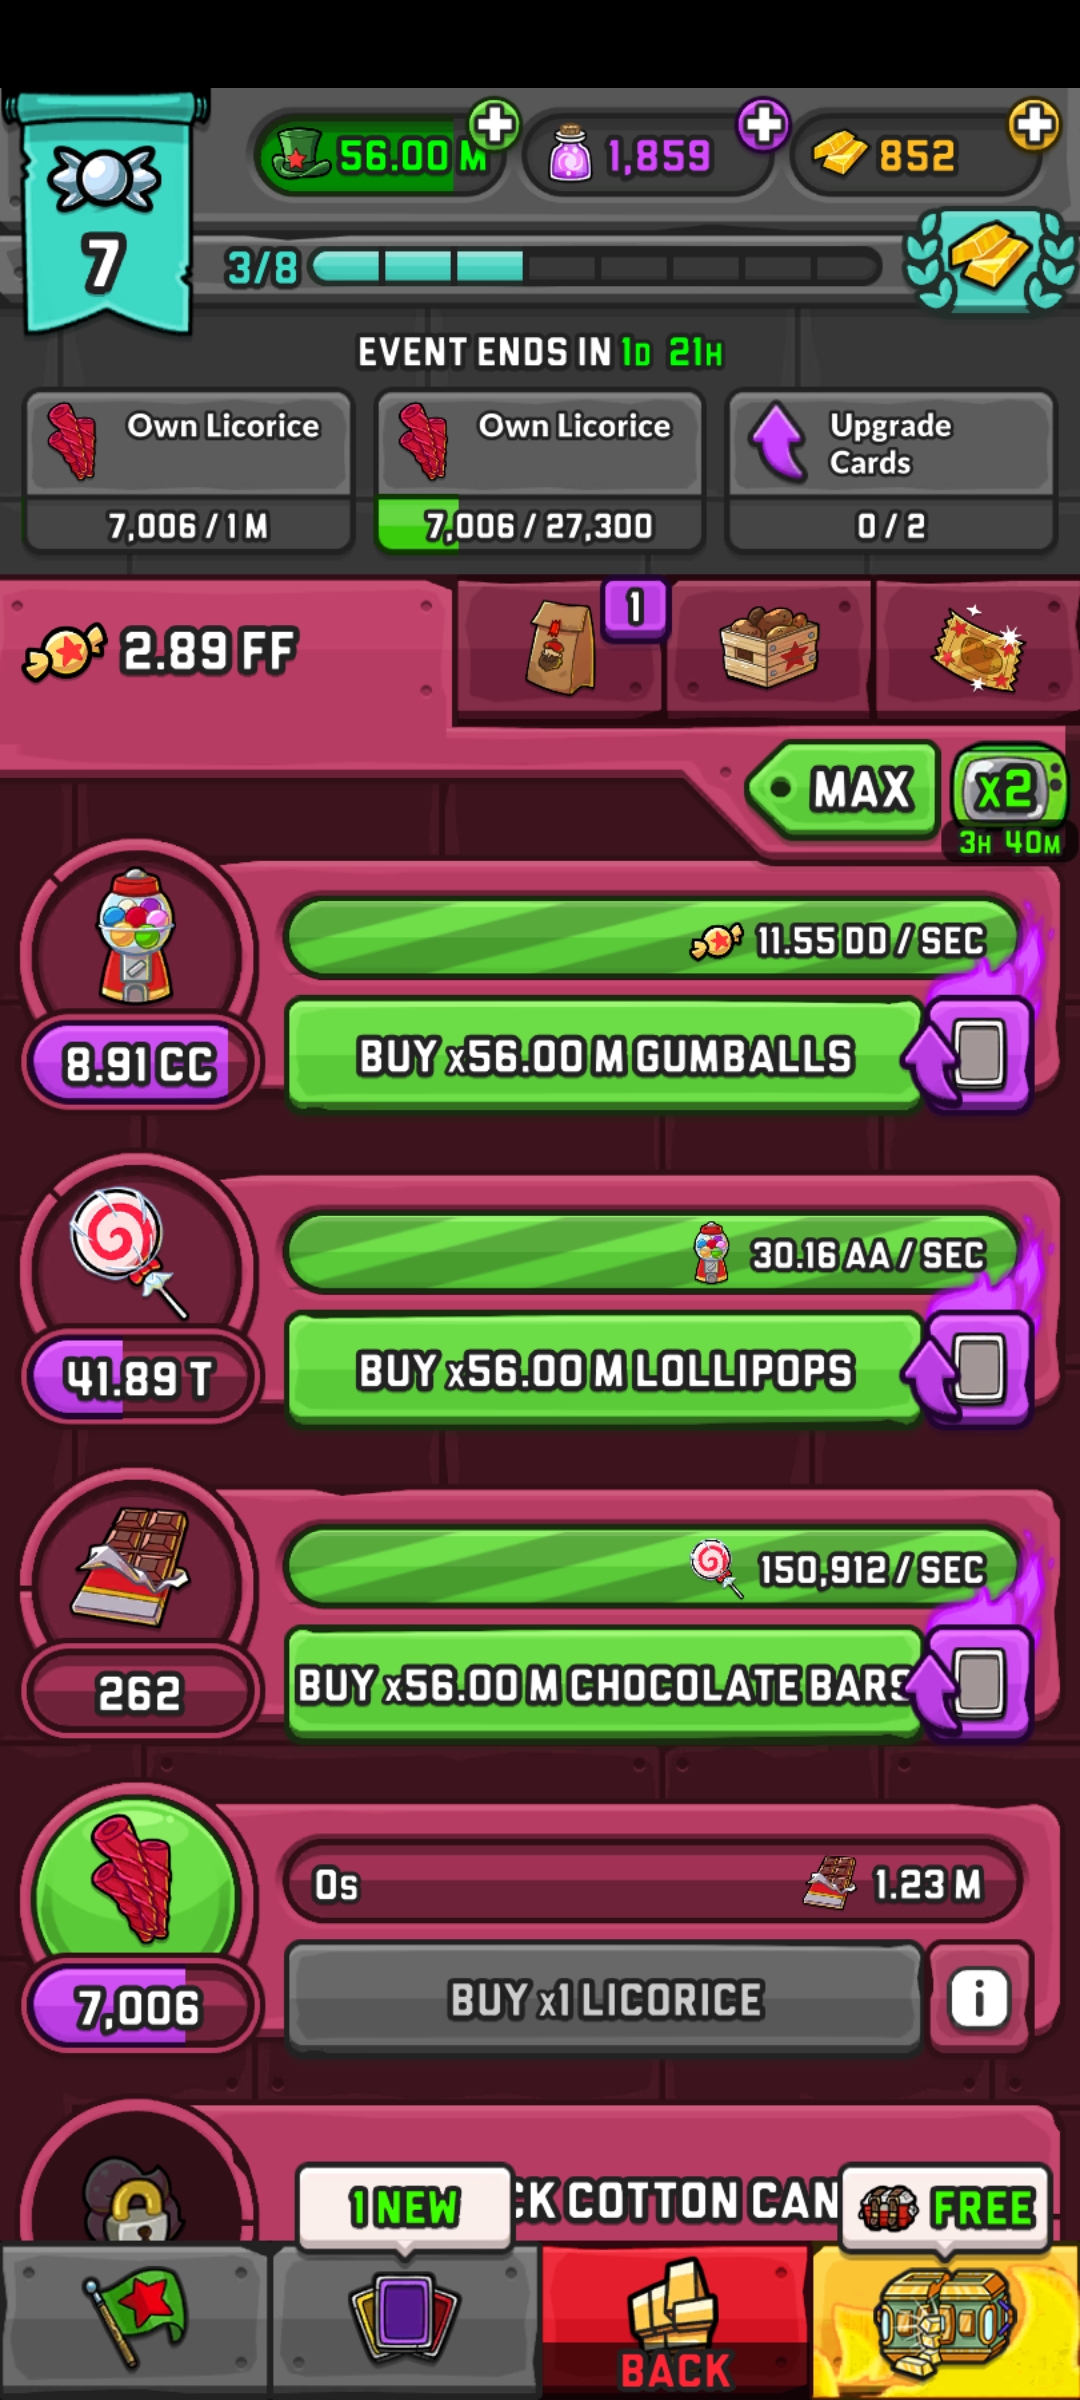 56.00 M
1,859
852
7
3/8
EVENT ENDS IN 1D 21H
Own Licorice
7,006 / 1 M
Own Licorice
7,006 / 27,300
Upgrade
Cards
0 / 2
2.89 FF
1
MAX
x2
3H 40M
11.55 DD / SEC
8.91 CC
BUY x56.00 M GUMBALLS
30.16 AA / SEC
41.89 T
BUY x56.00 M LOLLIPOPS
150,912 / SEC
262
BUY x56.00 M CHOCOLATE BARS
0s
1.23 M
7,006
BUY x1 LICORICE
i
CK COTTON CAN
1 NEW
FREE
BACK